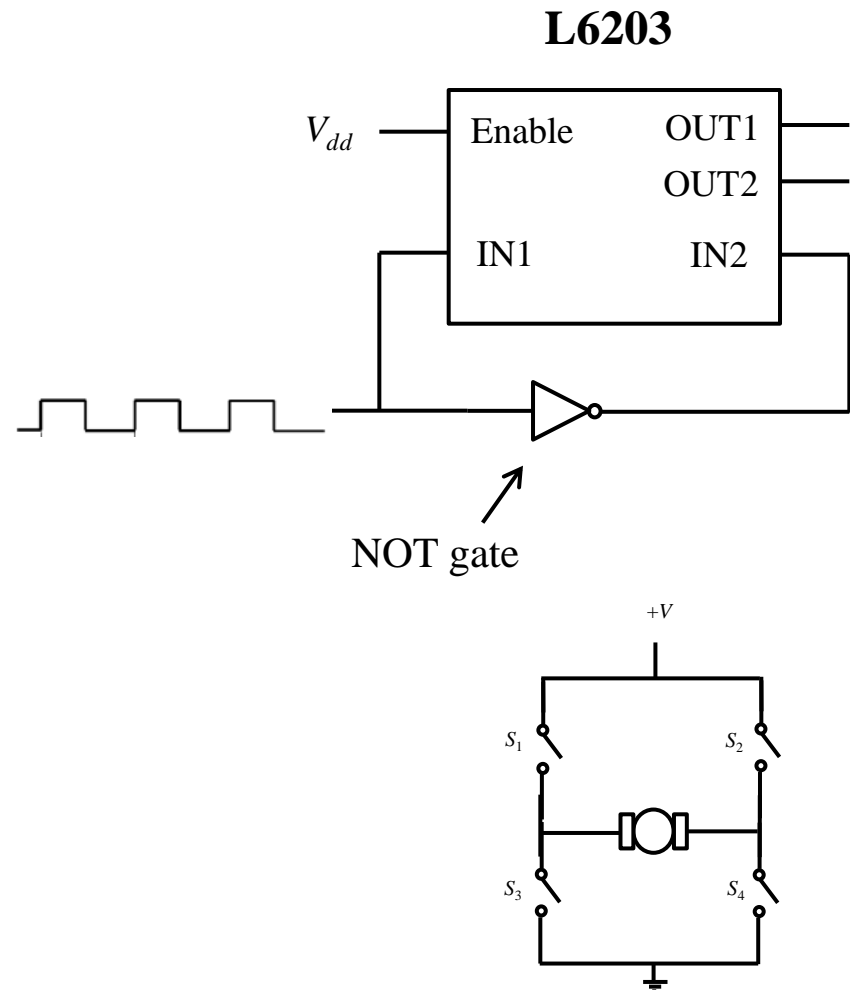 L6203
V_dd
Enable OUT1
OUT2
IN1 IN2
NOT gate
+V
S_1 S_2
S_3 S_4